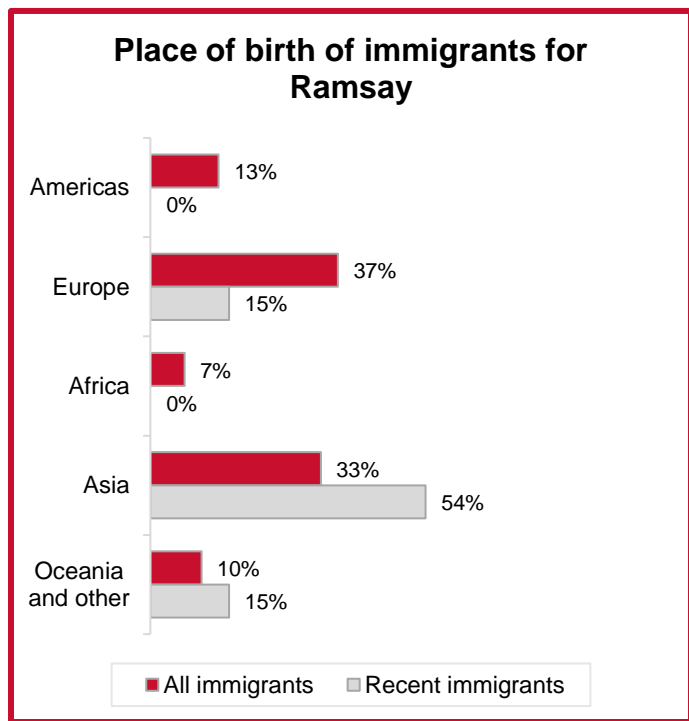 Place of birth of immigrants for
Ramsay
Americas
13%
0%
Europe
37%
15%
Africa
7%
0%
Asia
33%
54%
Oceania
and other
10%
15%
All immigrants
Recent immigrants